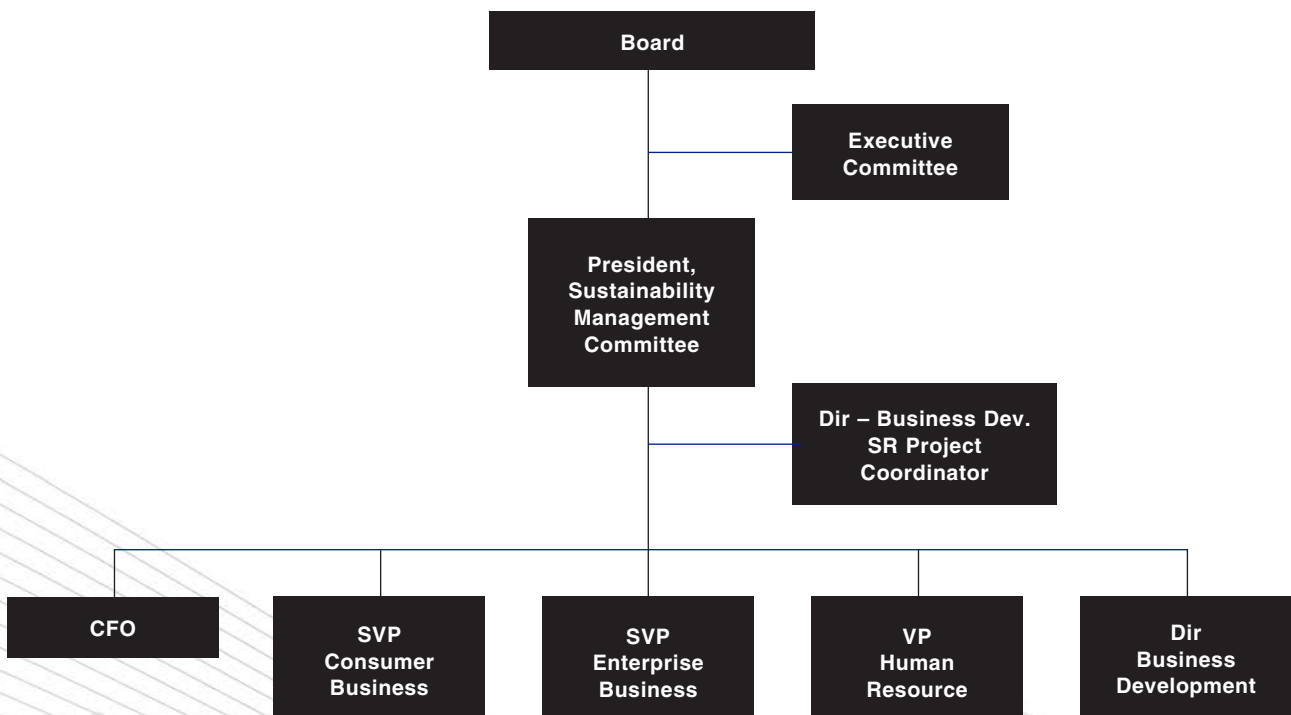 Board
Executive
Committee
President,
Sustainability
Management
Committee
Dir – Business Dev.
SR Project
Coordinator
CFO
SVP
Consumer
Business
SVP
Enterprise
Business
VP
Human
Resource
Dir
Business
Development